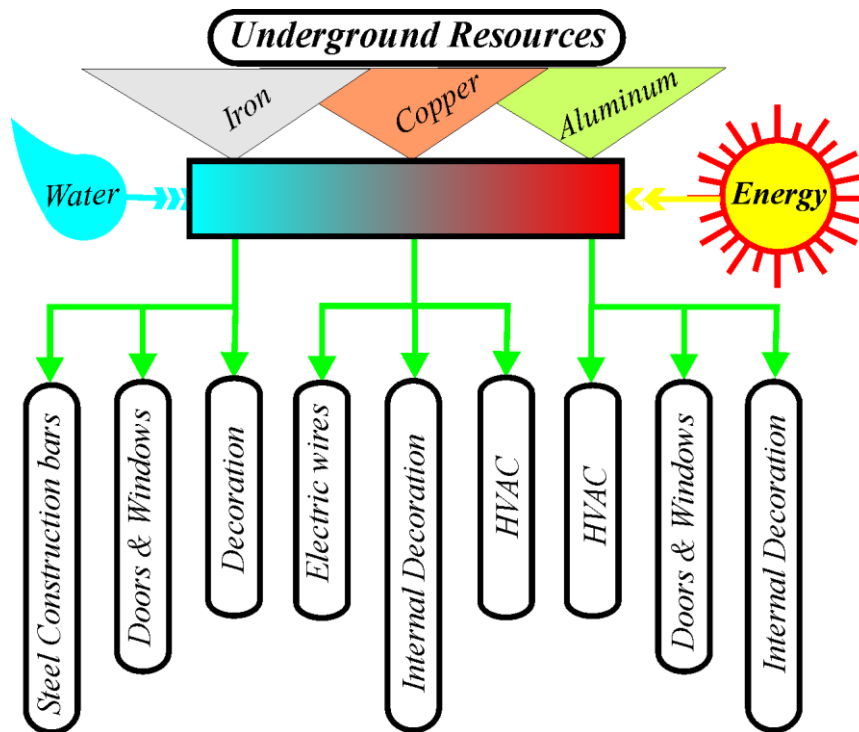 Underground Resources
Iron
Copper
Aluminum
Water
Energy
Steel Construction bars
Doors & Windows
Decoration
Electric wires
Internal Decoration
HVAC
HVAC
Doors & Windows
Internal Decoration